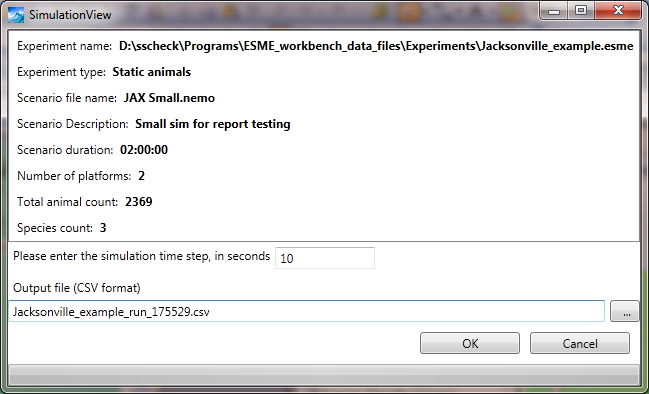 SimulationView
Experiment name: D:\sscheck\Programs\ESME_workbench_data_files\Experiments\Jacksonville_example.esme
Experiment type: Static animals
Scenario file name: JAX Small.nemo
Scenario Description: Small sim for report testing
Scenario duration: 02:00:00
Number of platforms: 2
Total animal count: 2369
Species count: 3
Please enter the simulation time step, in seconds 10
Output file (CSV format)
Jacksonville_example_run_175529.csv ...
OK Cancel